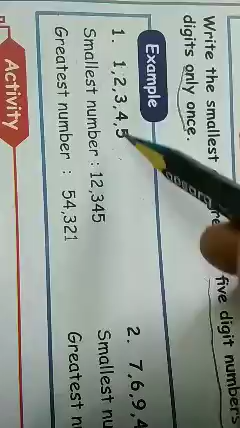 Write the smallest five digit numbers
digits only once.
Example
1. 1,2,3,4,5
Smallest number : 12,345
Greatest number : 54,321
2. 7,6,9,4
Smallest
Greatest
Activity